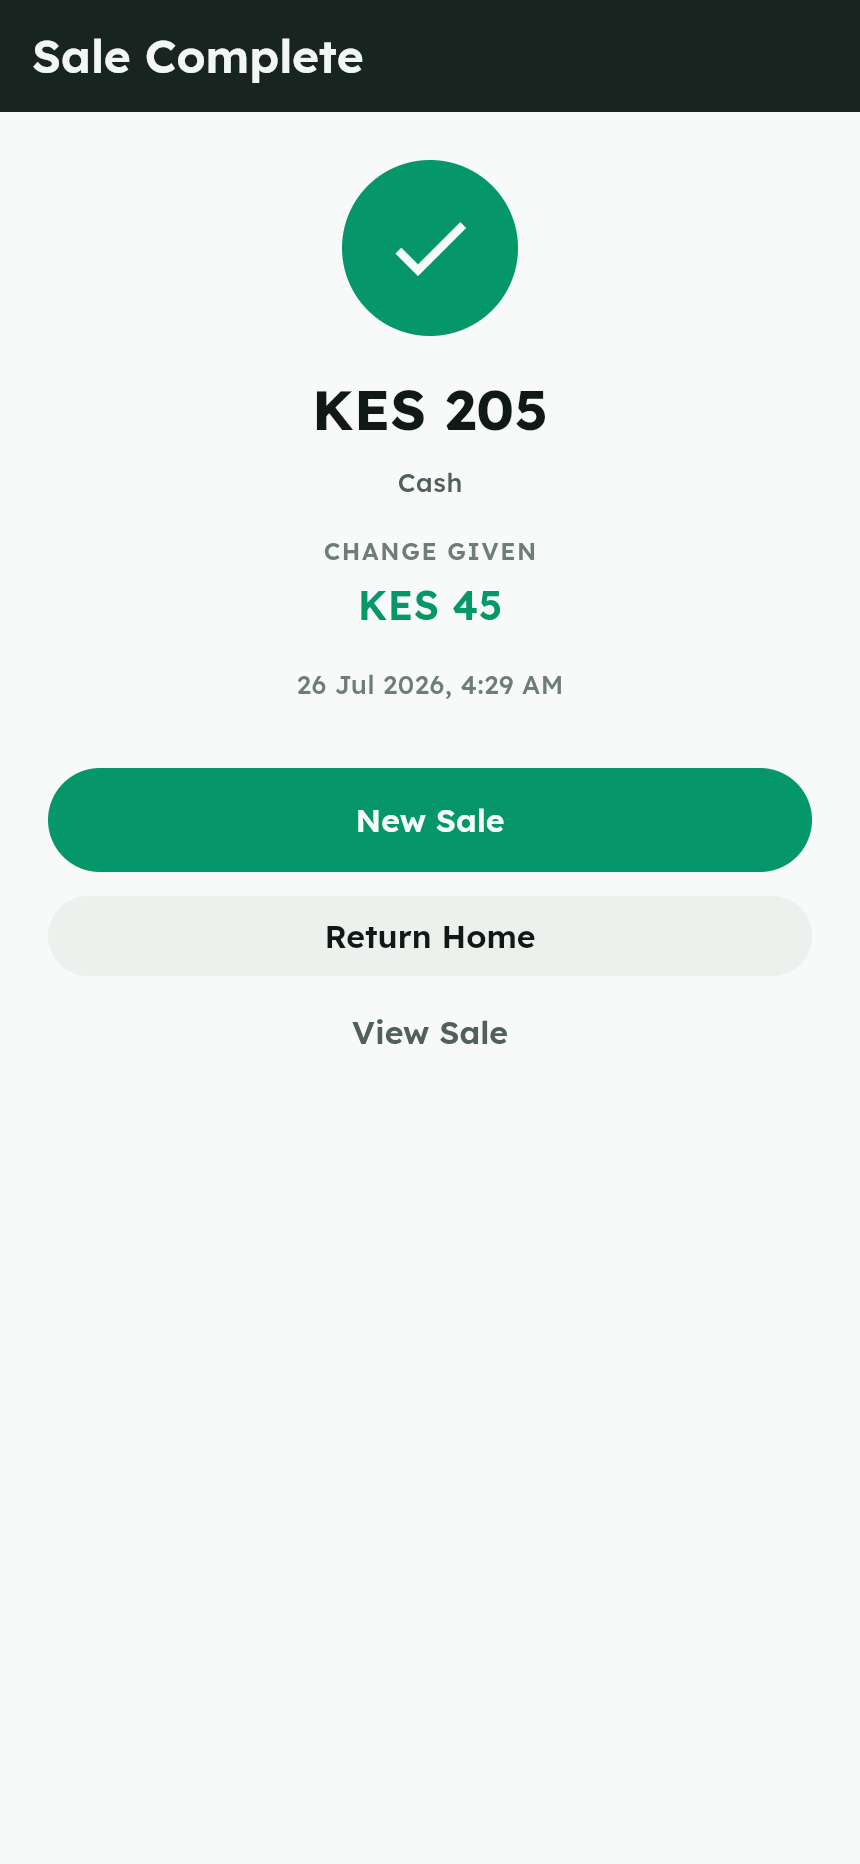 Sale Complete
KES 205
Cash
CHANGE GIVEN
KES 45
26 Jul 2026, 4:29 AM
New Sale
Return Home
View Sale